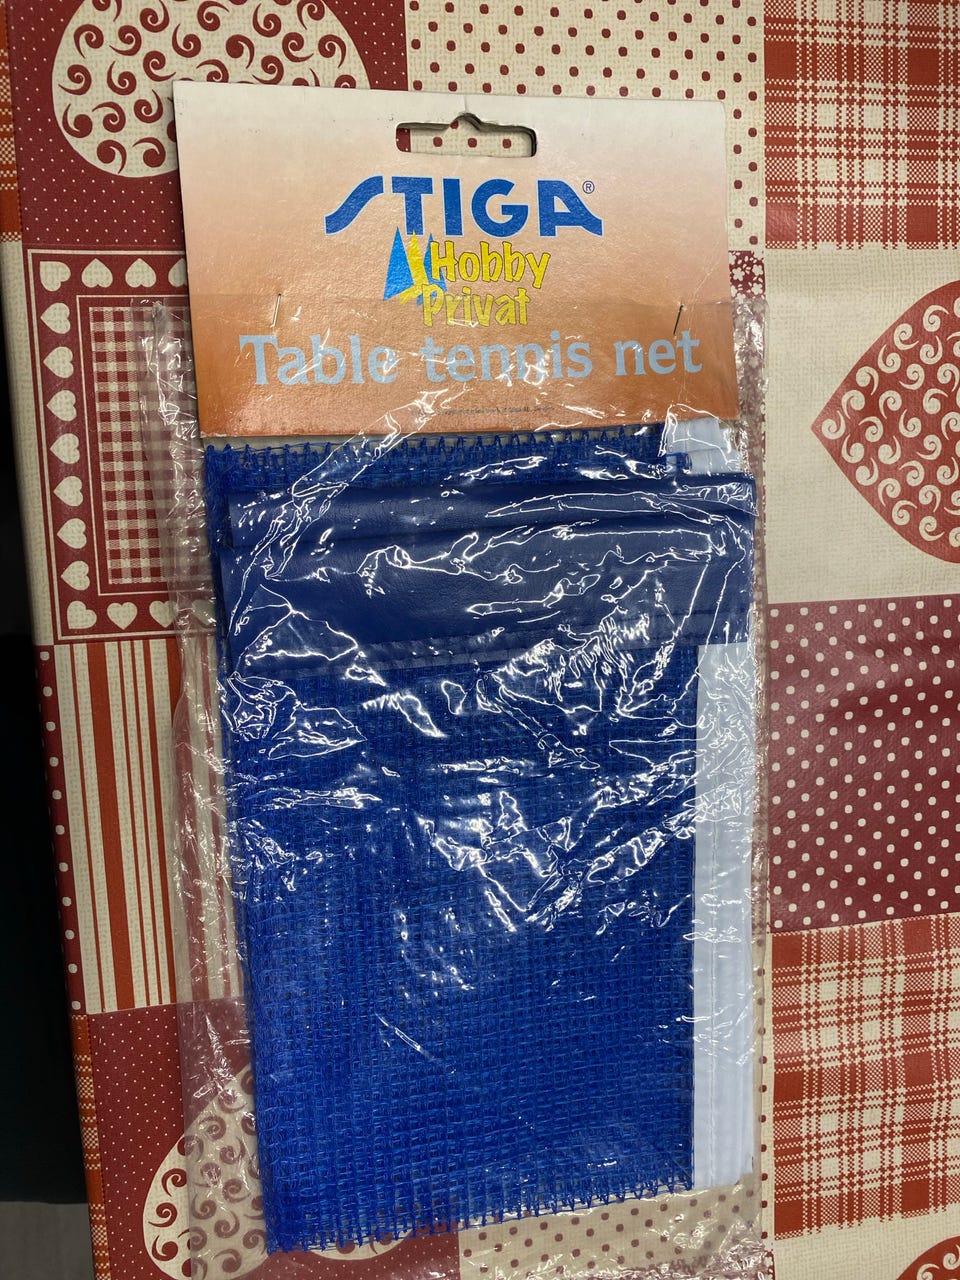 STIGA®
Hobby
Privat
Table tennis net